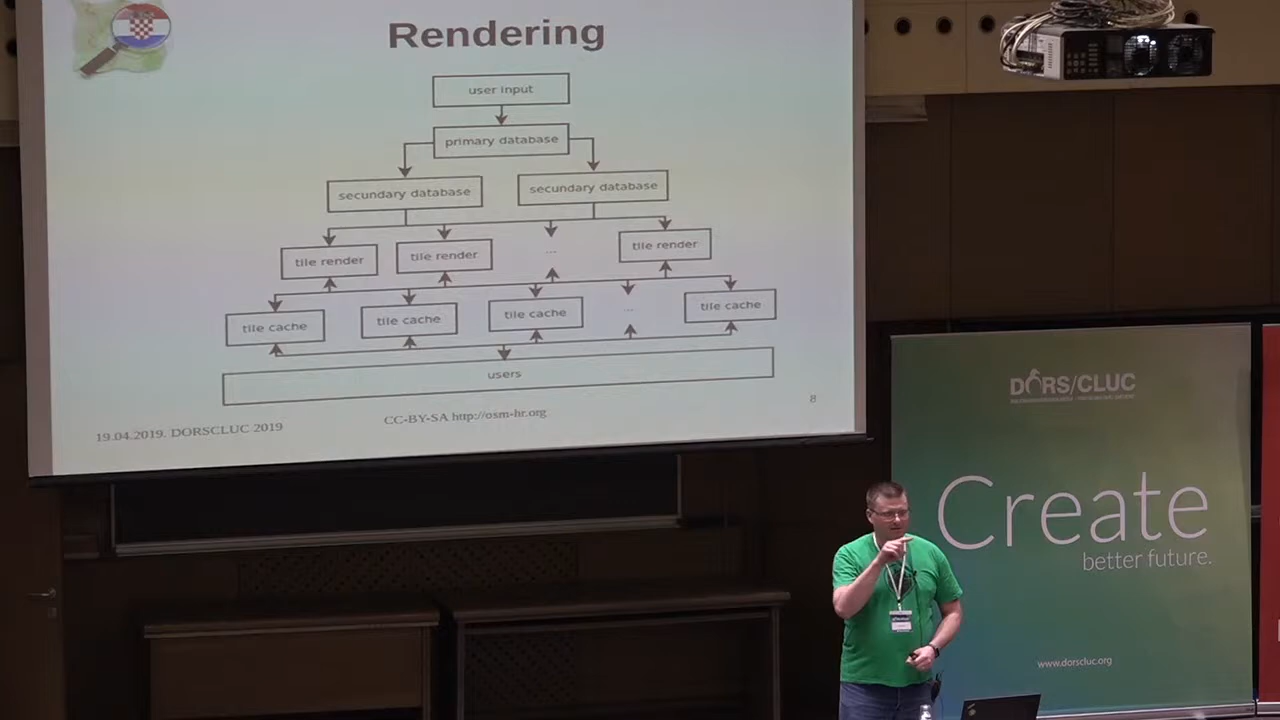 Rendering
user input
primary database
secundary database
secundary database
tile render
tile render
...
tile render
tile cache
tile cache
tile cache
...
tile cache
users
19.04.2019. DORSCLUC 2019
CC-BY-SA http://osm-hr.org
8
DORS/CLUC
Create
better future.
www.dorscluc.org